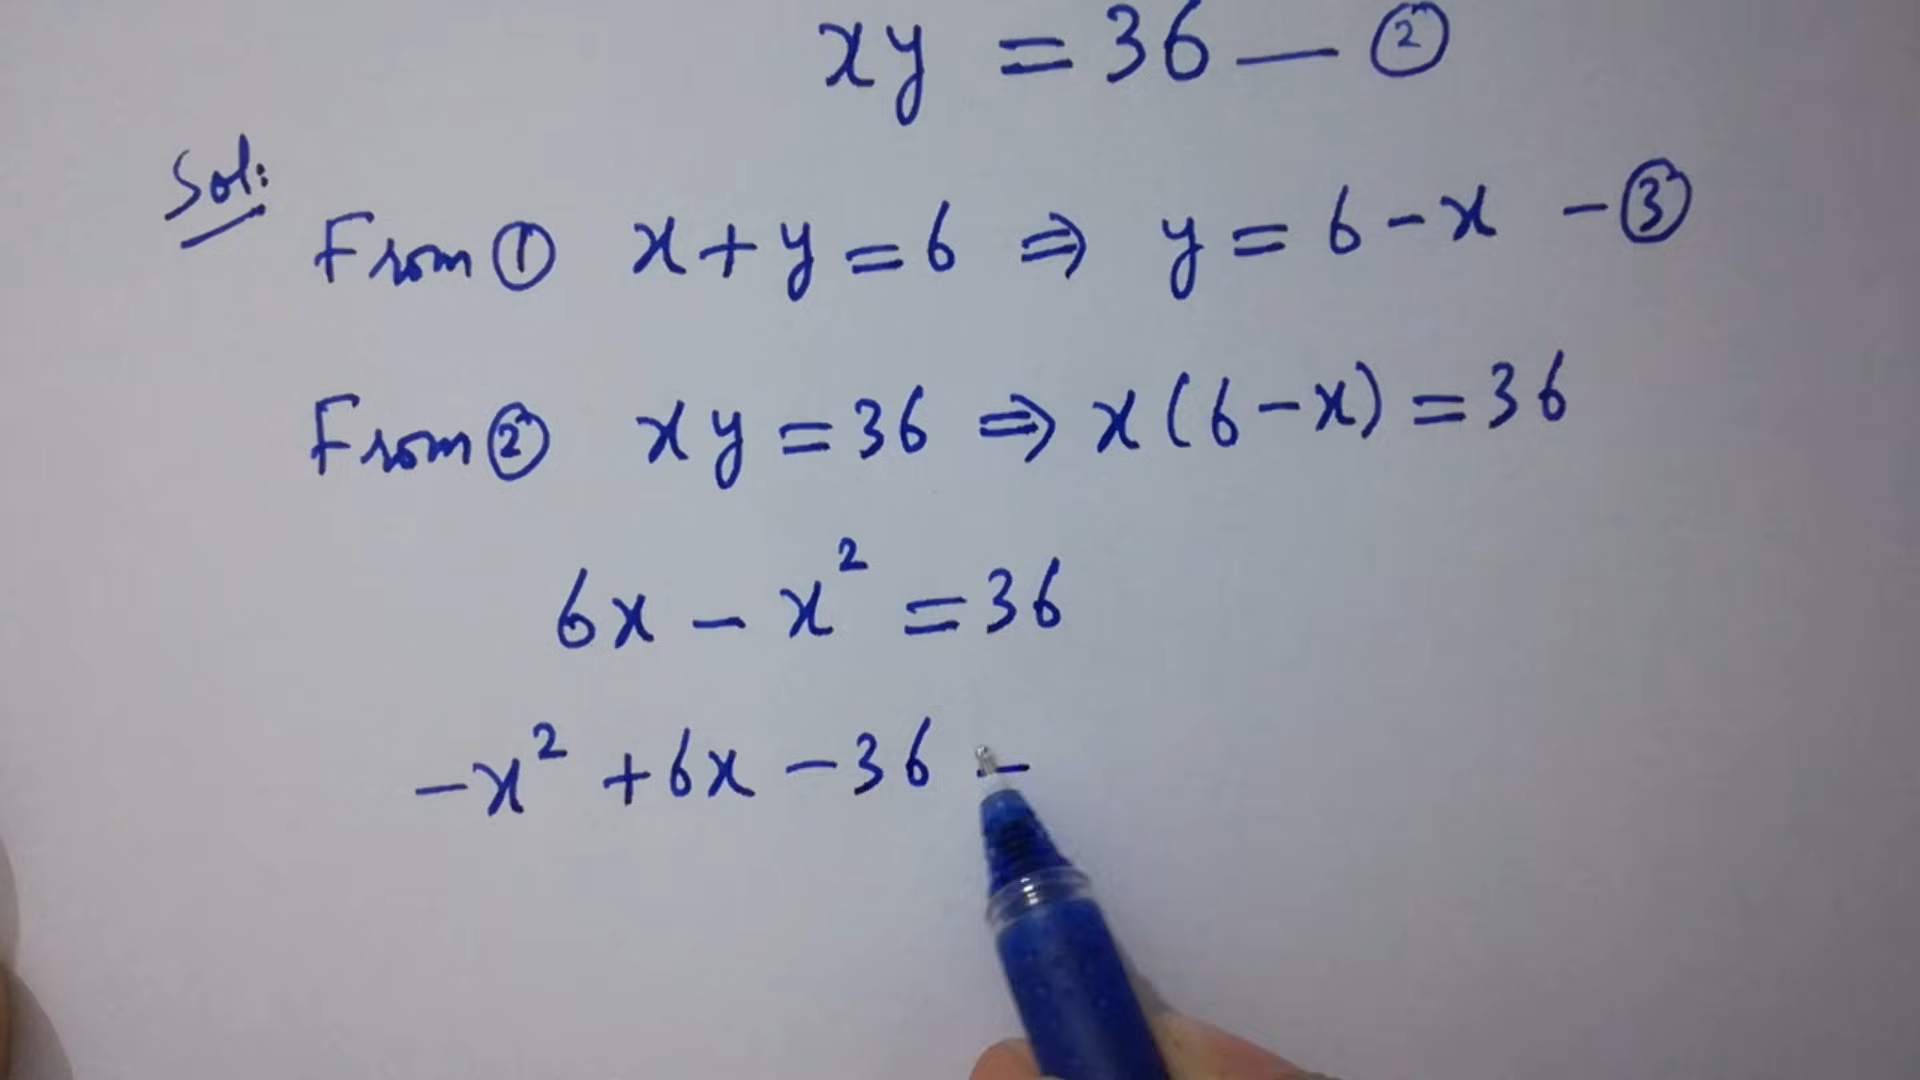 xy = 36 — ②
Sol:
From ① x + y = 6 ⇒ y = 6 - x - ③
From ② xy = 36 ⇒ x(6 - x) = 36
6x - x² = 36
-x² + 6x - 36 -